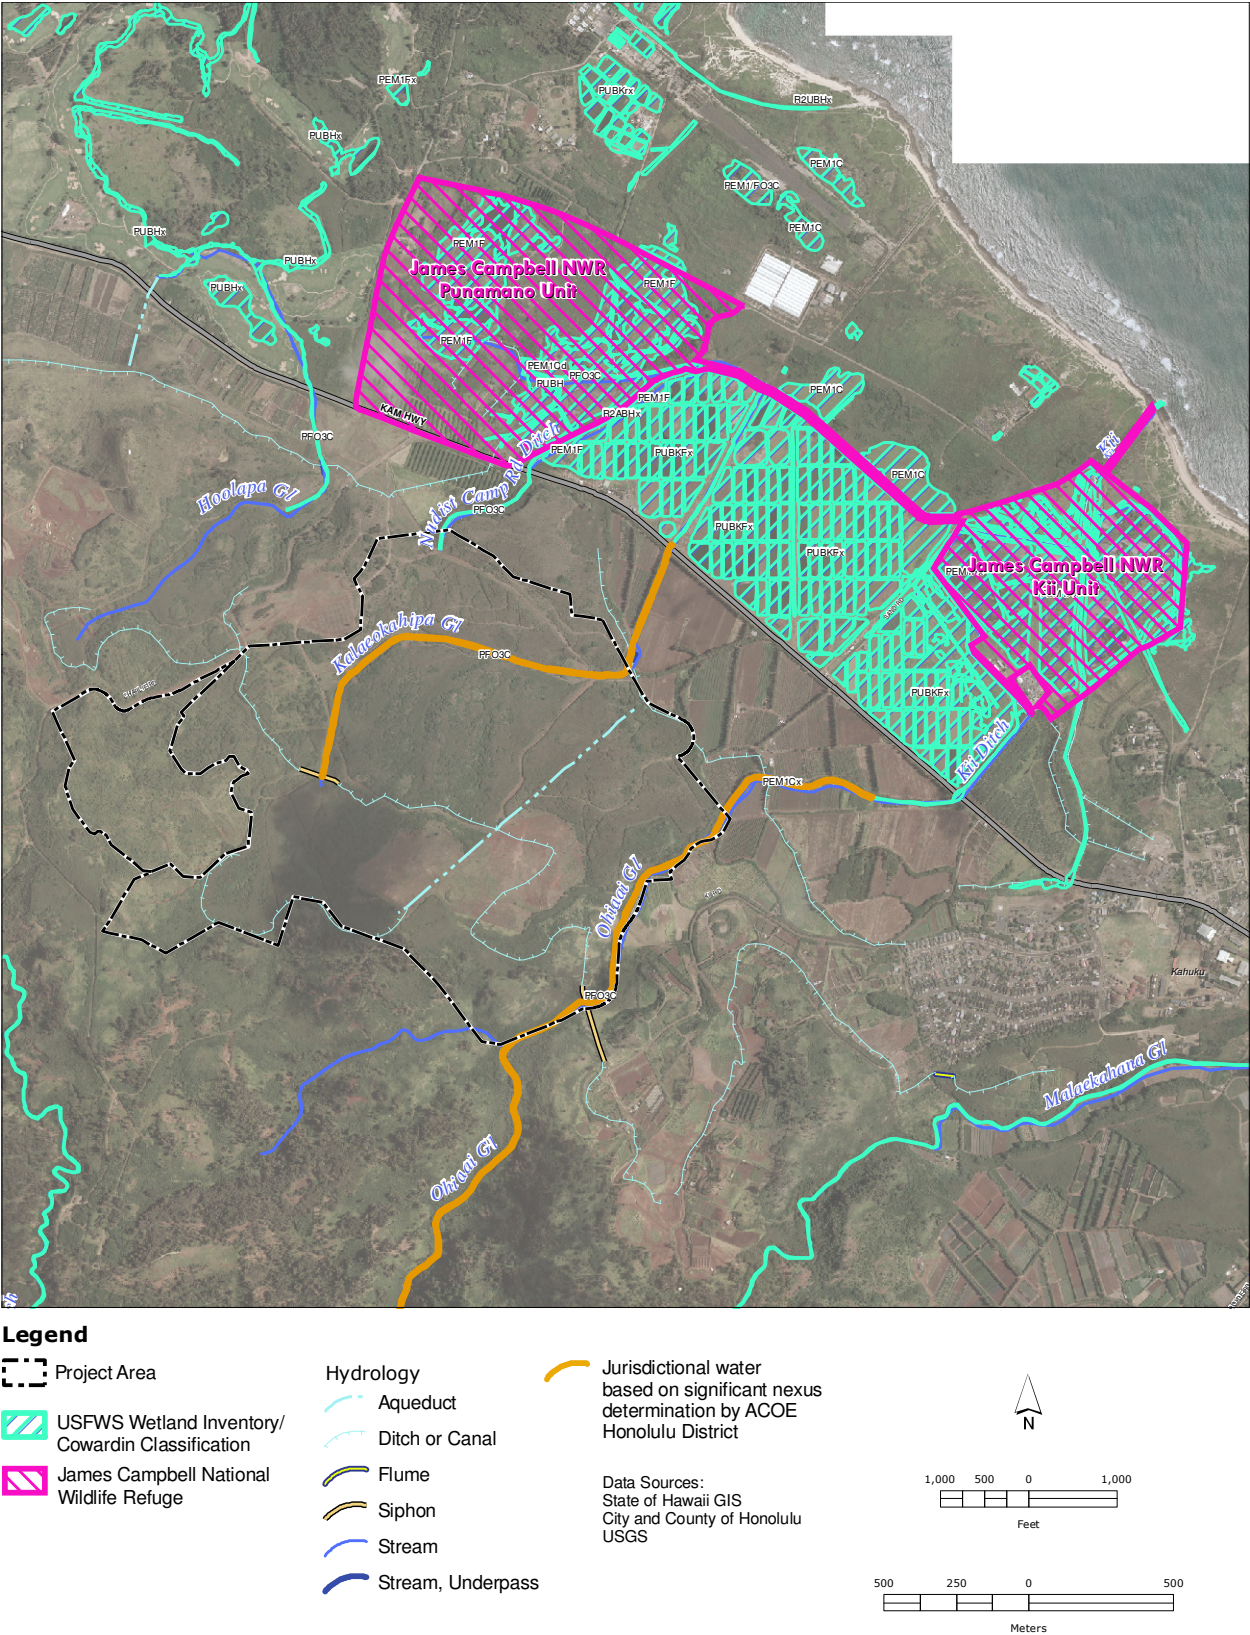 PEM1Fx
PUBKrx
R2UBHx
PUBHx
PEM1C
PEM1/FO3C
PEM1C
PUBHx
PEM1F
PUBHx
James Campbell NWR
Punamano Unit
PEM1F
PUBHx
PEM1F
PEM1Cd
PFO3C
PUBH
PEM1C
PEM1F
KAM HWY
R2ABHx
PFO3C
PEM1F
PUBKFx
Kii
PEM1C
Hoolapa Gl
Nudist Camp Rd Ditch
PFO3C
PUBKFx
PUBKFx
James Campbell NWR
Kii Unit
Kalaeokahipa Gl
PFO3C
PUBKFx
Kii Ditch
PEM1Cx
Ohiaai Gl
Kahuku
PFO3C
Malaekahana Gl
Ohiaai Gl
Legend
Project Area
USFWS Wetland Inventory/
Cowardin Classification
James Campbell National
Wildlife Refuge
Hydrology
Aqueduct
Ditch or Canal
Flume
Siphon
Stream
Stream, Underpass
Jurisdictional water
based on significant nexus
determination by ACOE
Honolulu District
Data Sources:
State of Hawaii GIS
City and County of Honolulu
USGS
N
1,000 500 0 1,000
Feet
500 250 0 500
Meters